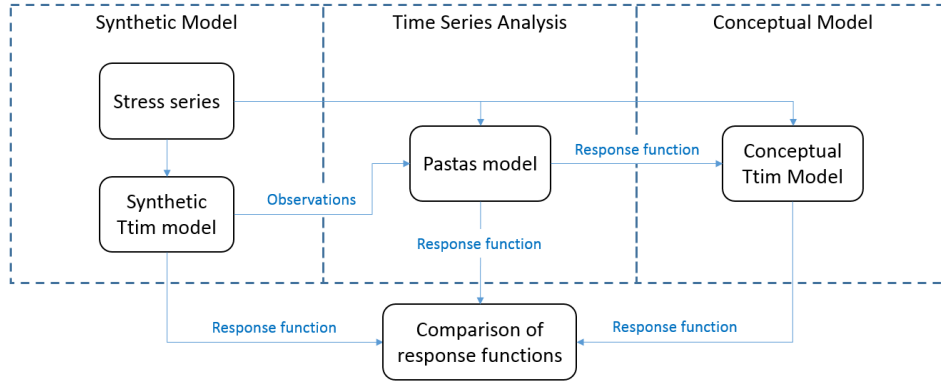 Synthetic Model
Time Series Analysis
Conceptual Model
Stress series
Pastas model
Response function
Conceptual
Ttim Model
Synthetic
Ttim model
Observations
Response function
Response function
Comparison of
response functions
Response function